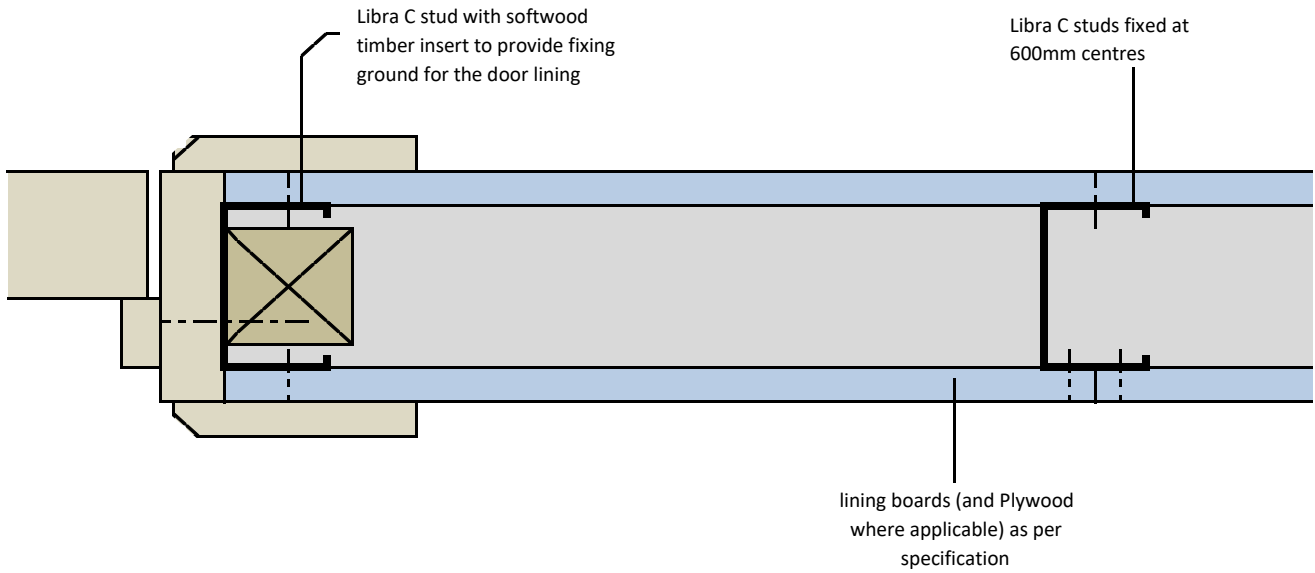 Libra C stud with softwood
timber insert to provide fixing
ground for the door lining
Libra C studs fixed at
600mm centres
lining boards (and Plywood
where applicable) as per
specification